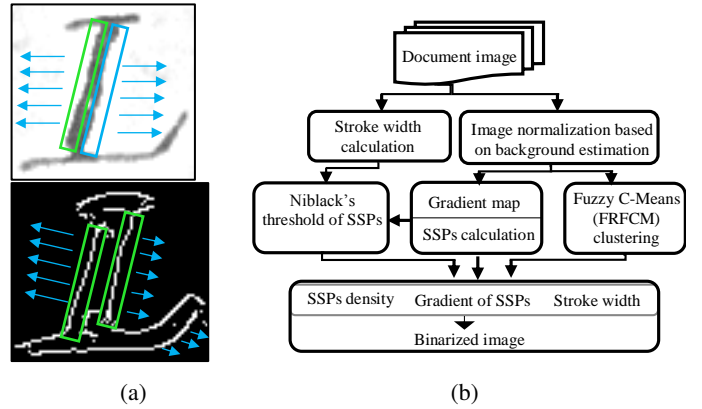 Document image
Stroke width
calculation
Image normalization based
on background estimation
Niblack's
threshold of SSPs
Gradient map
SSPs calculation
Fuzzy C-Means
(FRFCM)
clustering
SSPs density Gradient of SSPs Stroke width
Binarized image
(a) (b)